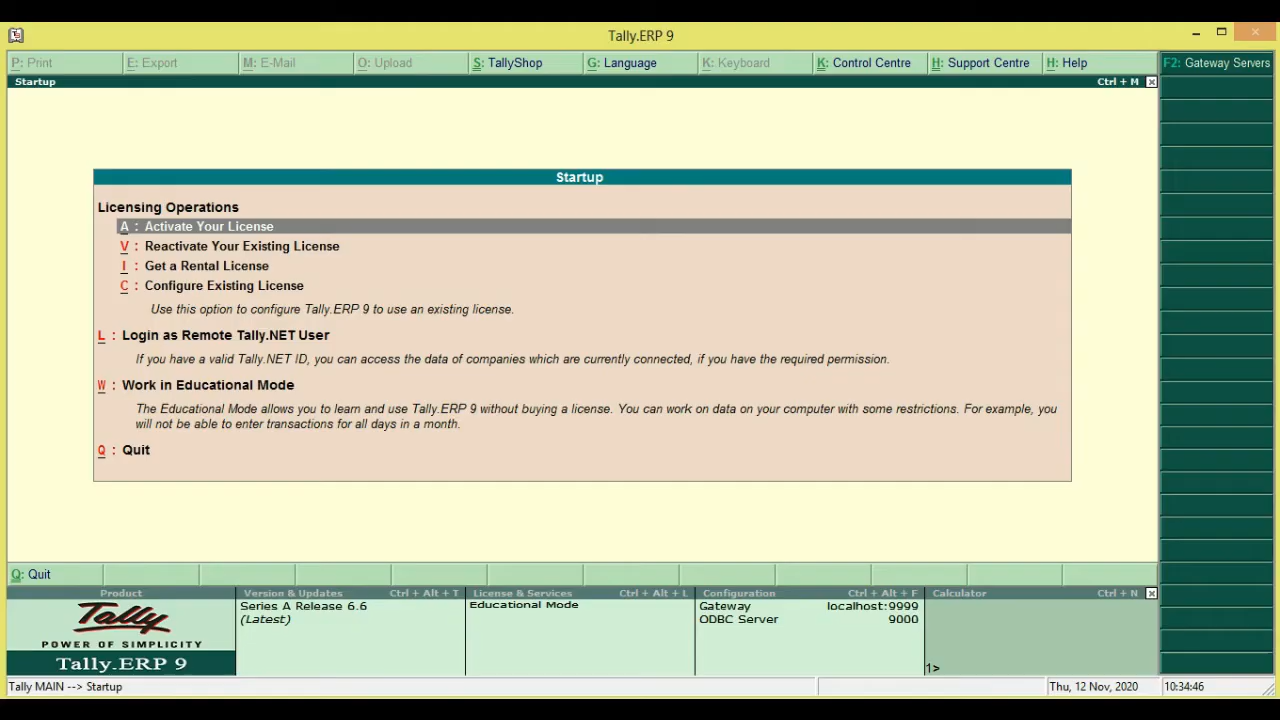 Tally.ERP 9
P: Print E: Export M: E-Mail O: Upload S: TallyShop G: Language K: Keyboard K: Control Centre H: Support Centre H: Help F2: Gateway Servers
Startup Ctrl + M
Startup
Licensing Operations
A : Activate Your License
V : Reactivate Your Existing License
I : Get a Rental License
C : Configure Existing License
Use this option to configure Tally.ERP 9 to use an existing license.
L : Login as Remote Tally.NET User
If you have a valid Tally.NET ID, you can access the data of companies which are currently connected, if you have the required permission.
W : Work in Educational Mode
The Educational Mode allows you to learn and use Tally.ERP 9 without buying a license. You can work on data on your computer with some restrictions. For example, you
will not be able to enter transactions for all days in a month.
Q : Quit
Q: Quit
Product Version & Updates Ctrl + Alt + T License & Services Ctrl + Alt + L Configuration Ctrl + Alt + F Calculator Ctrl + N
Tally
POWER OF SIMPLICITY
Tally.ERP 9
Series A Release 6.6
(Latest)
Educational Mode
Gateway localhost:9999
ODBC Server 9000
1>
Tally MAIN --> Startup Thu, 12 Nov, 2020 10:34:46